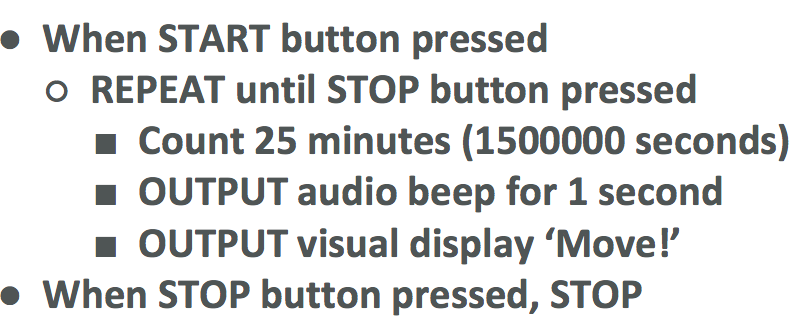 ● When START button pressed
○ REPEAT until STOP button pressed
■ Count 25 minutes (1500000 seconds)
■ OUTPUT audio beep for 1 second
■ OUTPUT visual display ‘Move!’
● When STOP button pressed, STOP